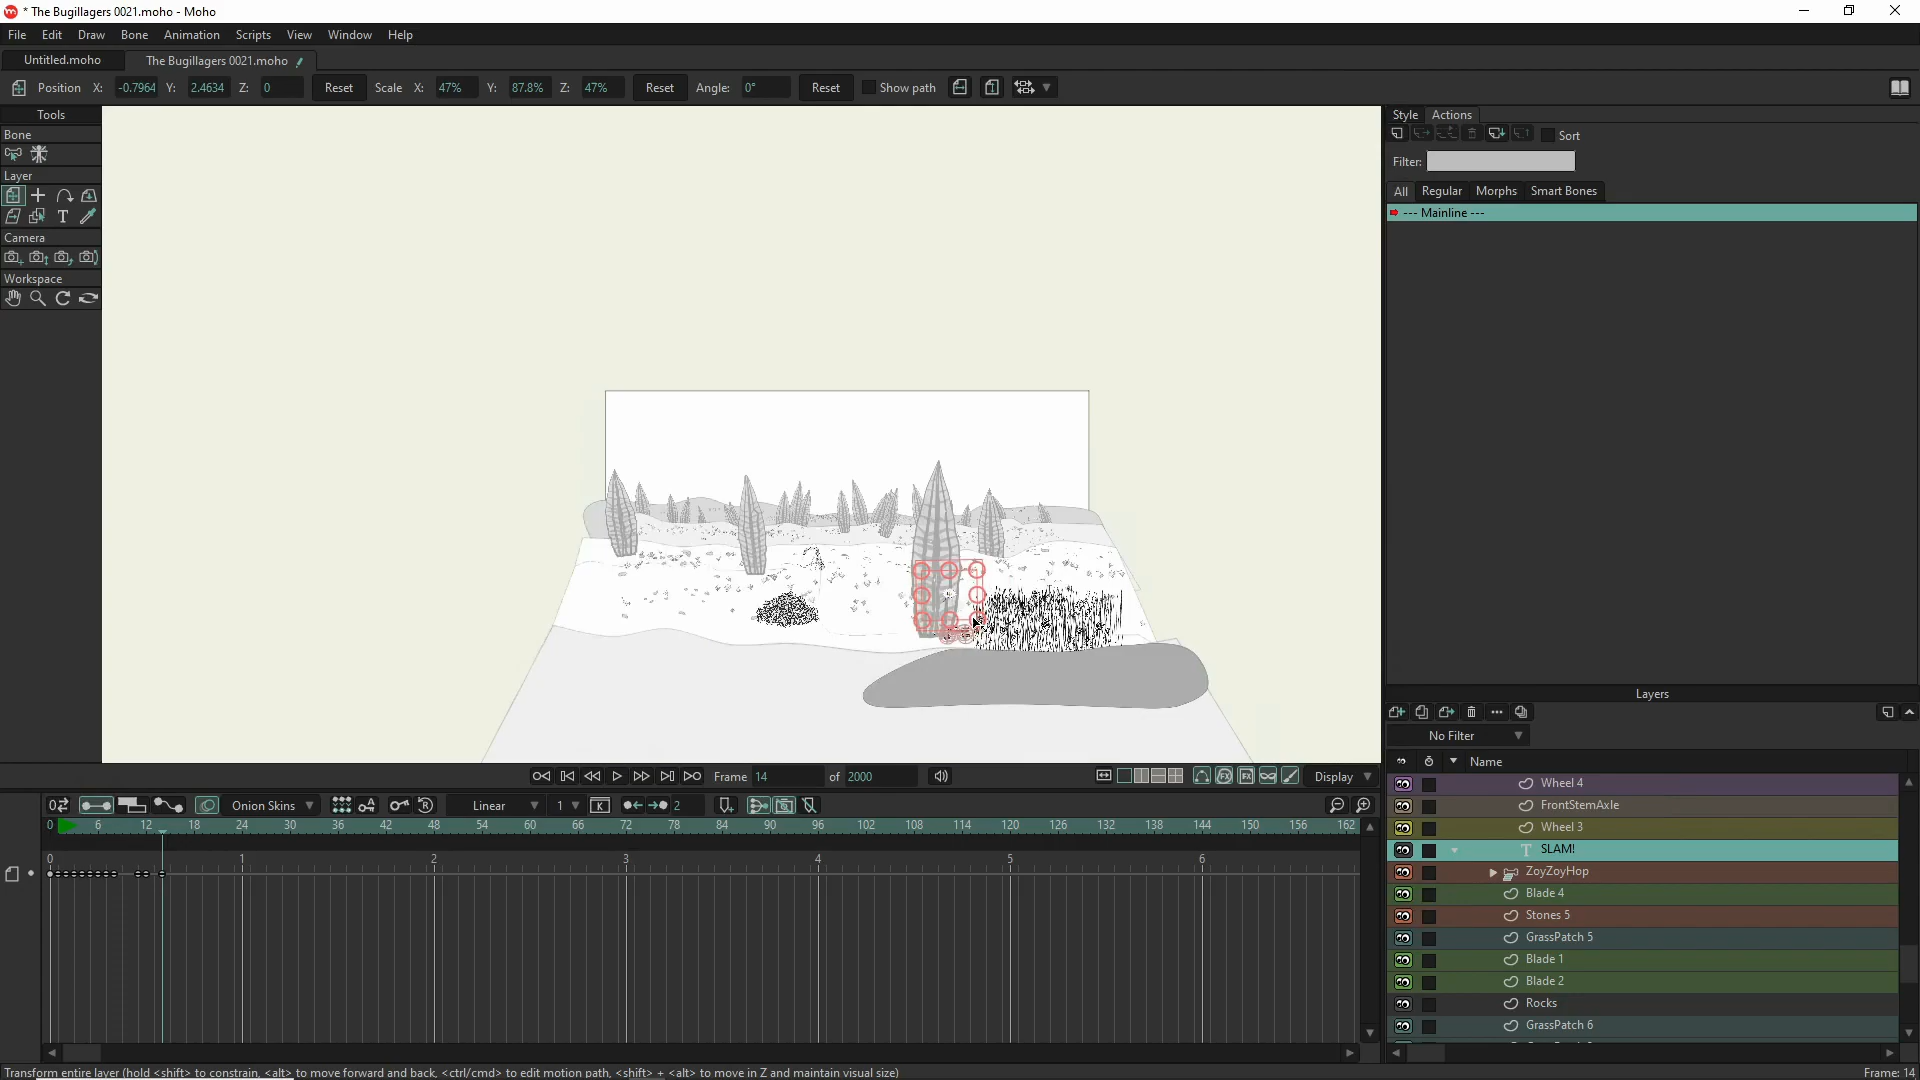 * The Bugillagers 0021.moho - Moho
File Edit Draw Bone Animation Scripts View Window Help
Untitled.moho The Bugillagers 0021.moho
Position X: -0.7964 Y: 2.4634 Z: 0 Reset Scale X: 47% Y: 87.8% Z: 47% Reset Angle: 0° Reset Show path
Tools
Bone
Layer
Camera
Workspace
Style Actions
Sort
Filter:
All Regular Morphs Smart Bones
--- Mainline ---
Layers
No Filter
Name
Wheel 4
FrontStemAxle
Wheel 3
SLAM!
ZoyZoyHop
Blade 4
Stones 5
GrassPatch 5
Blade 1
Blade 2
Rocks
GrassPatch 6
Frame 14 of 2000 Display
Onion Skins Linear 1 2
0 6 12 18 24 30 36 42 48 54 60 66 72 78 84 90 96 102 108 114 120 126 132 138 144 150 156 162
0 1 2 3 4 5 6
Transform entire layer (hold <shift> to constrain, <alt> to move forward and back, <ctrl/cmd> to edit motion path, <shift> + <alt> to move in Z and maintain visual size) Frame: 14